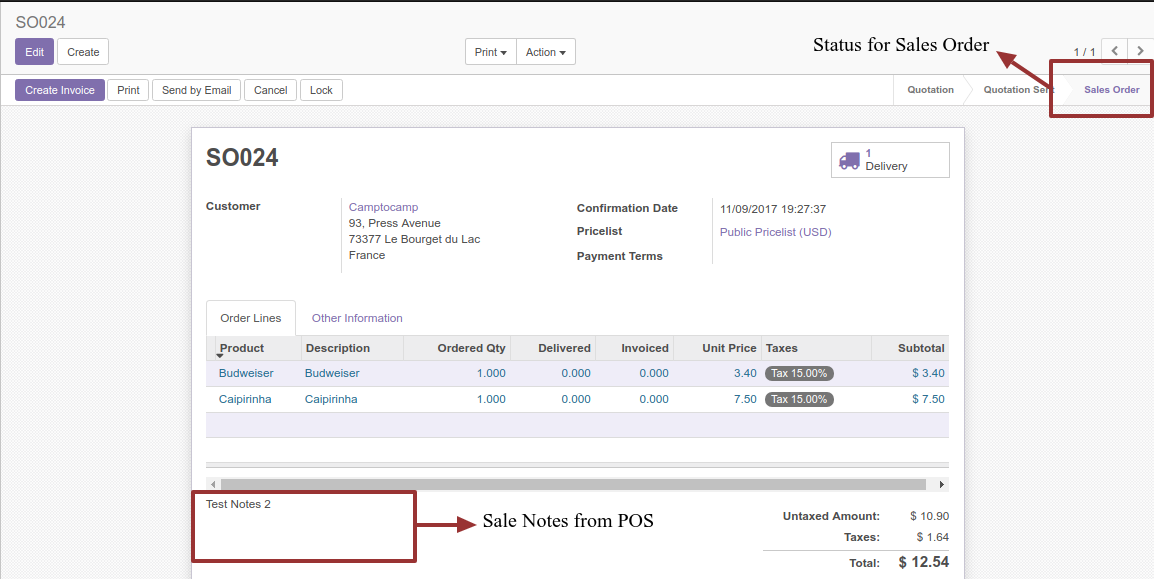 SO024
Edit Create Print Action Status for Sales Order 1 / 1
Create Invoice Print Send by Email Cancel Lock Quotation Quotation Sent Sales Order
SO024
1
Delivery
Customer
Camptocamp
93, Press Avenue
73377 Le Bourget du Lac
France
Confirmation Date 11/09/2017 19:27:37
Pricelist Public Pricelist (USD)
Payment Terms
Order Lines Other Information
Product Description Ordered Qty Delivered Invoiced Unit Price Taxes Subtotal
Budweiser Budweiser 1.000 0.000 0.000 3.40 Tax 15.00% $ 3.40
Caipirinha Caipirinha 1.000 0.000 0.000 7.50 Tax 15.00% $ 7.50
Test Notes 2
Sale Notes from POS
Untaxed Amount: $ 10.90
Taxes: $ 1.64
Total: $ 12.54